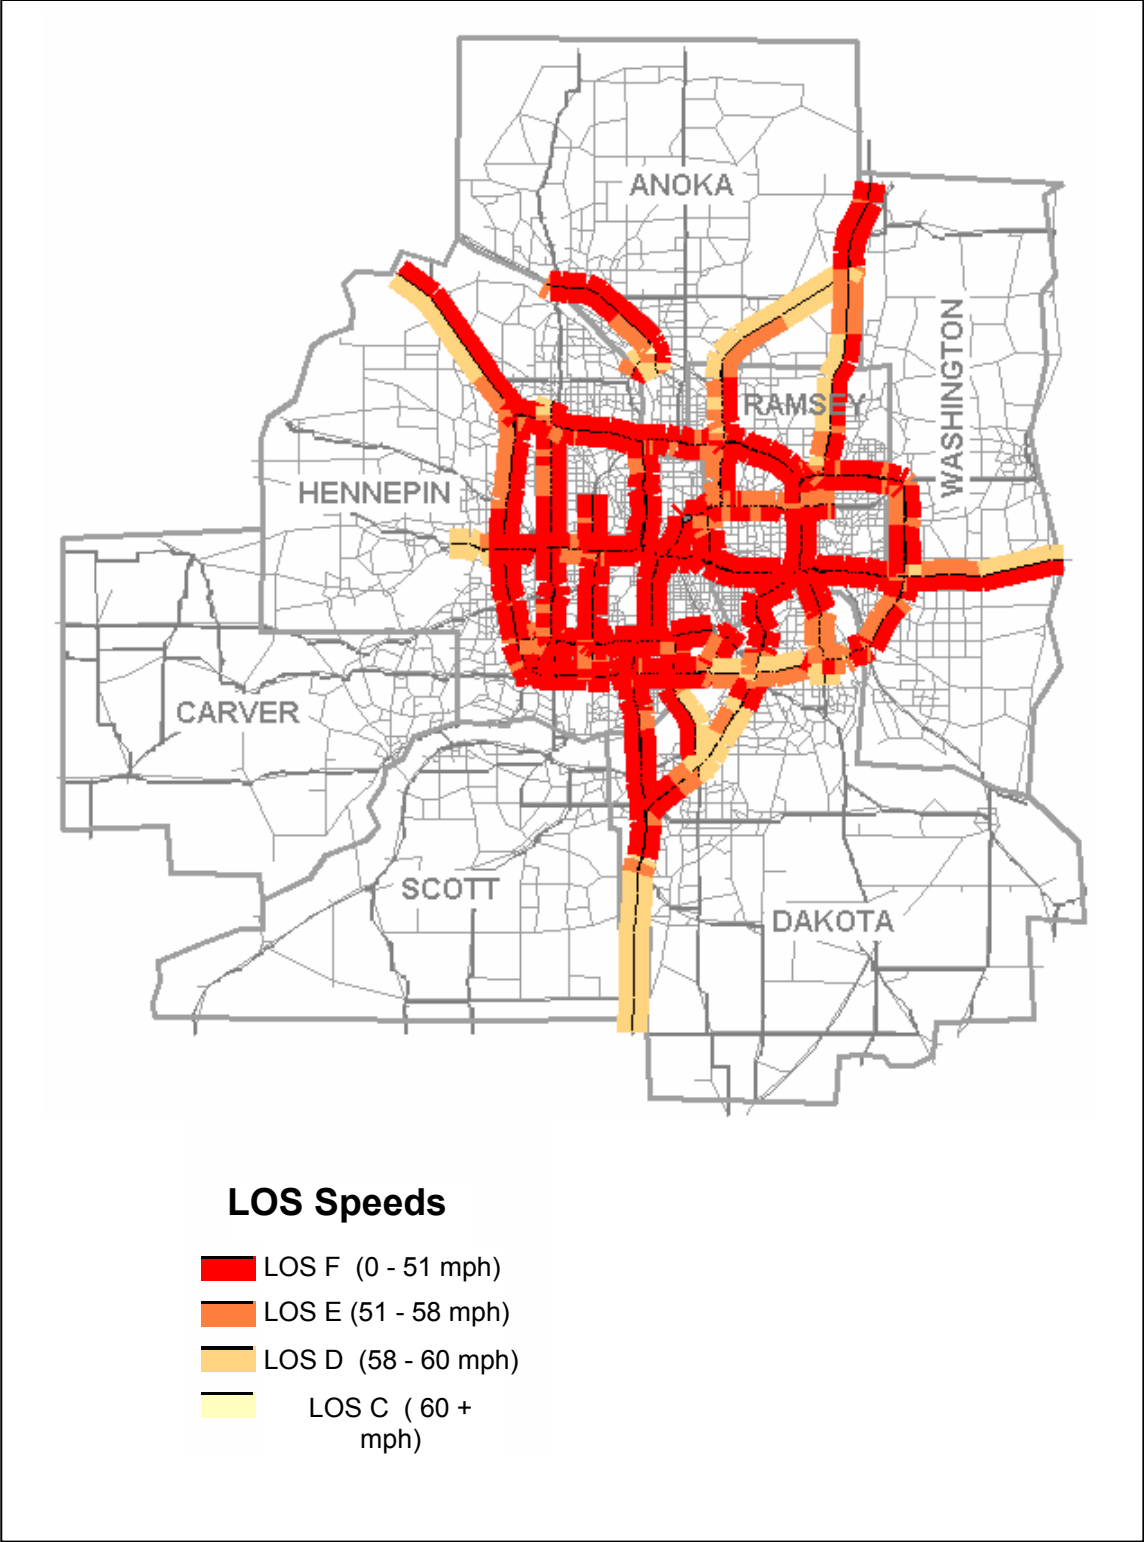 ANOKA
WASHINGTON
RAMSEY
HENNEPIN
CARVER
SCOTT
DAKOTA
LOS Speeds
LOS F (0 - 51 mph)
LOS E (51 - 58 mph)
LOS D (58 - 60 mph)
LOS C ( 60 +
mph)